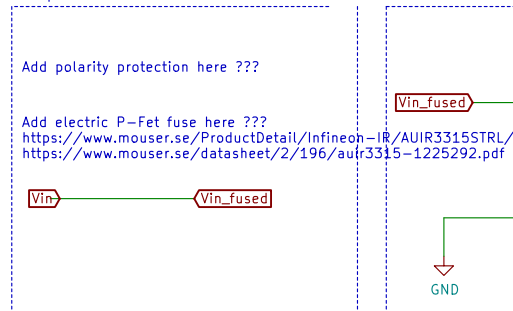 Add polarity protection here ???
Add electric P-Fet fuse here ???
https://www.mouser.se/ProductDetail/Infineon-IR/AUIR3315STRL/
https://www.mouser.se/datasheet/2/196/auir3315-1225292.pdf
Vin_fused
Vin
Vin_fused
GND